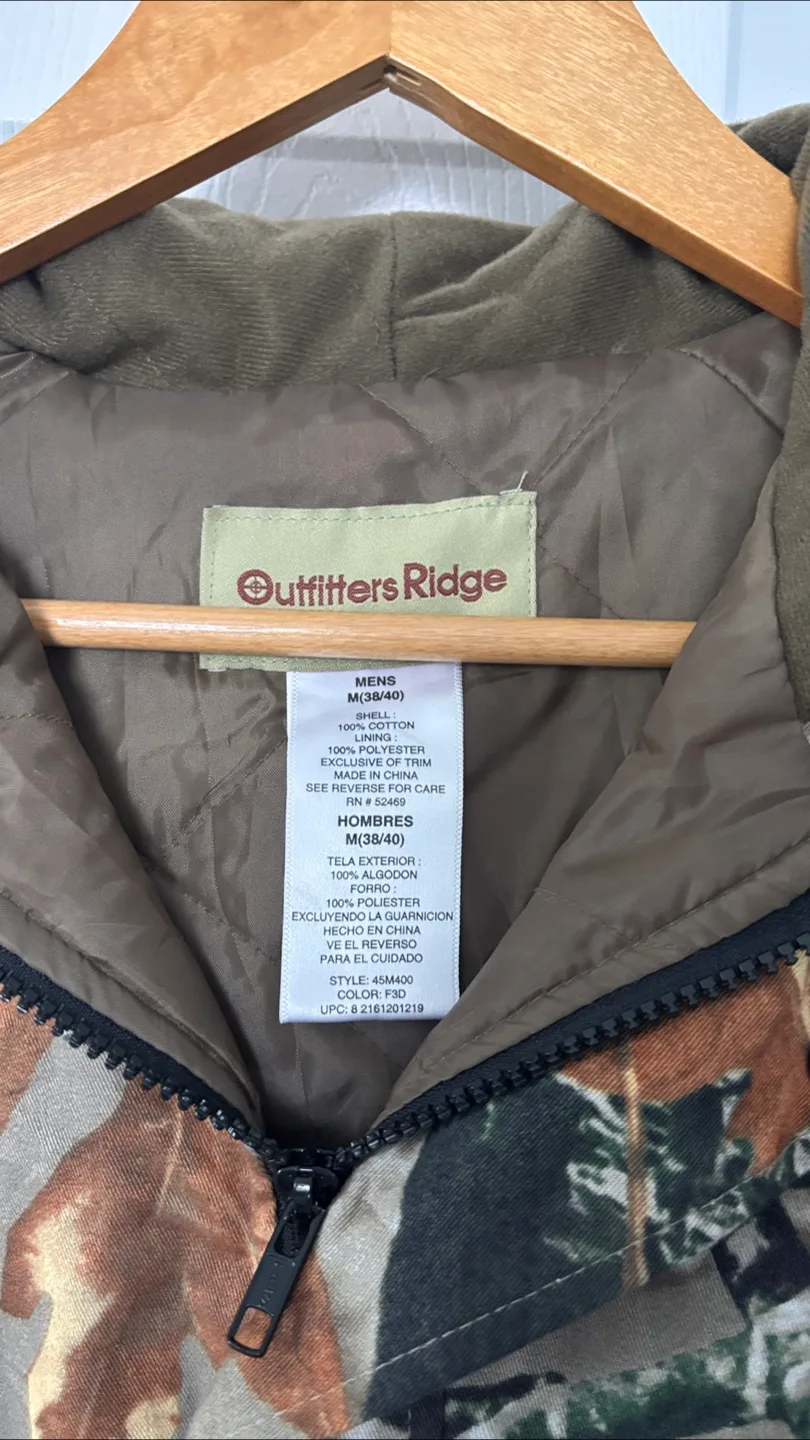 Outfitters Ridge
MENS
M(38/40)
SHELL :
100% COTTON
LINING :
100% POLYESTER
EXCLUSIVE OF TRIM
MADE IN CHINA
SEE REVERSE FOR CARE
RN # 52469
HOMBRES
M(38/40)
TELA EXTERIOR :
100% ALGODON
FORRO :
100% POLIESTER
EXCLUYENDO LA GUARNICION
HECHO EN CHINA
VE EL REVERSO
PARA EL CUIDADO
STYLE: 45M400
COLOR: F3D
UPC: 8 2161201219